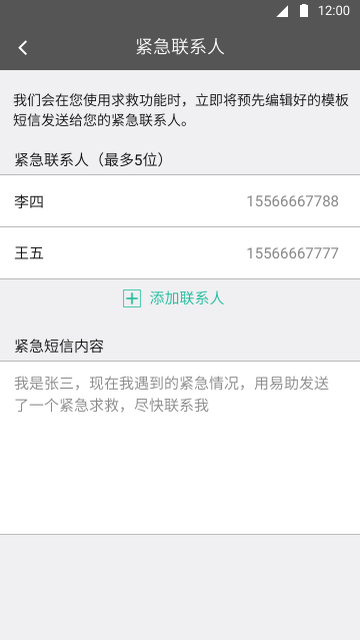 12:00
紧急联系人
我们会在您使用求救功能时，立即将预先编辑好的模板
短信发送给您的紧急联系人。
紧急联系人（最多5位）
李四 15566667788
王五 15566667777
添加联系人
紧急短信内容
我是张三，现在我遇到的紧急情况，用易助发送
了一个紧急求救，尽快联系我